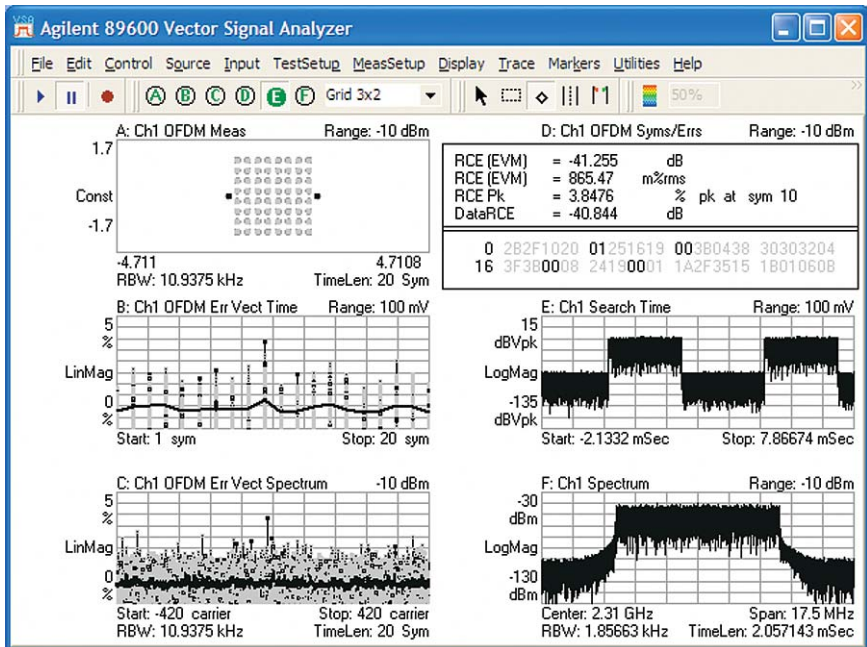 VSA
Agilent 89600 Vector Signal Analyzer
File Edit Control Source Input TestSetup MeasSetup Display Trace Markers Utilities Help
A B C D E F Grid 3x2 50%
A: Ch1 OFDM Meas Range: -10 dBm
1.7
Const
-1.7
-4.711 4.7108
RBW: 10.9375 kHz TimeLen: 20 Sym
D: Ch1 OFDM Syms/Errs Range: -10 dBm
RCE (EVM) = -41.255 dB
RCE (EVM) = 865.47 m%rms
RCE Pk = 3.8476 % pk at sym 10
DataRCE = -40.844 dB
0 2B2F1020 01251619 003B0438 30303204
16 3F3B0008 24190001 1A2F3515 1B01060B
B: Ch1 OFDM Err Vect Time Range: 100 mV
5
%
LinMag
0
%
Start: 1 sym Stop: 20 sym
E: Ch1 Search Time Range: 100 mV
15
dBVpk
LogMag
-135
dBVpk
Start: -2.1332 mSec Stop: 7.86674 mSec
C: Ch1 OFDM Err Vect Spectrum -10 dBm
5
%
LinMag
0
%
Start: -420 carrier Stop: 420 carrier
RBW: 10.9375 kHz TimeLen: 20 Sym
F: Ch1 Spectrum Range: -10 dBm
-30
dBm
LogMag
-130
dBm
Center: 2.31 GHz Span: 17.5 MHz
RBW: 1.85663 kHz TimeLen: 2.057143 mSec